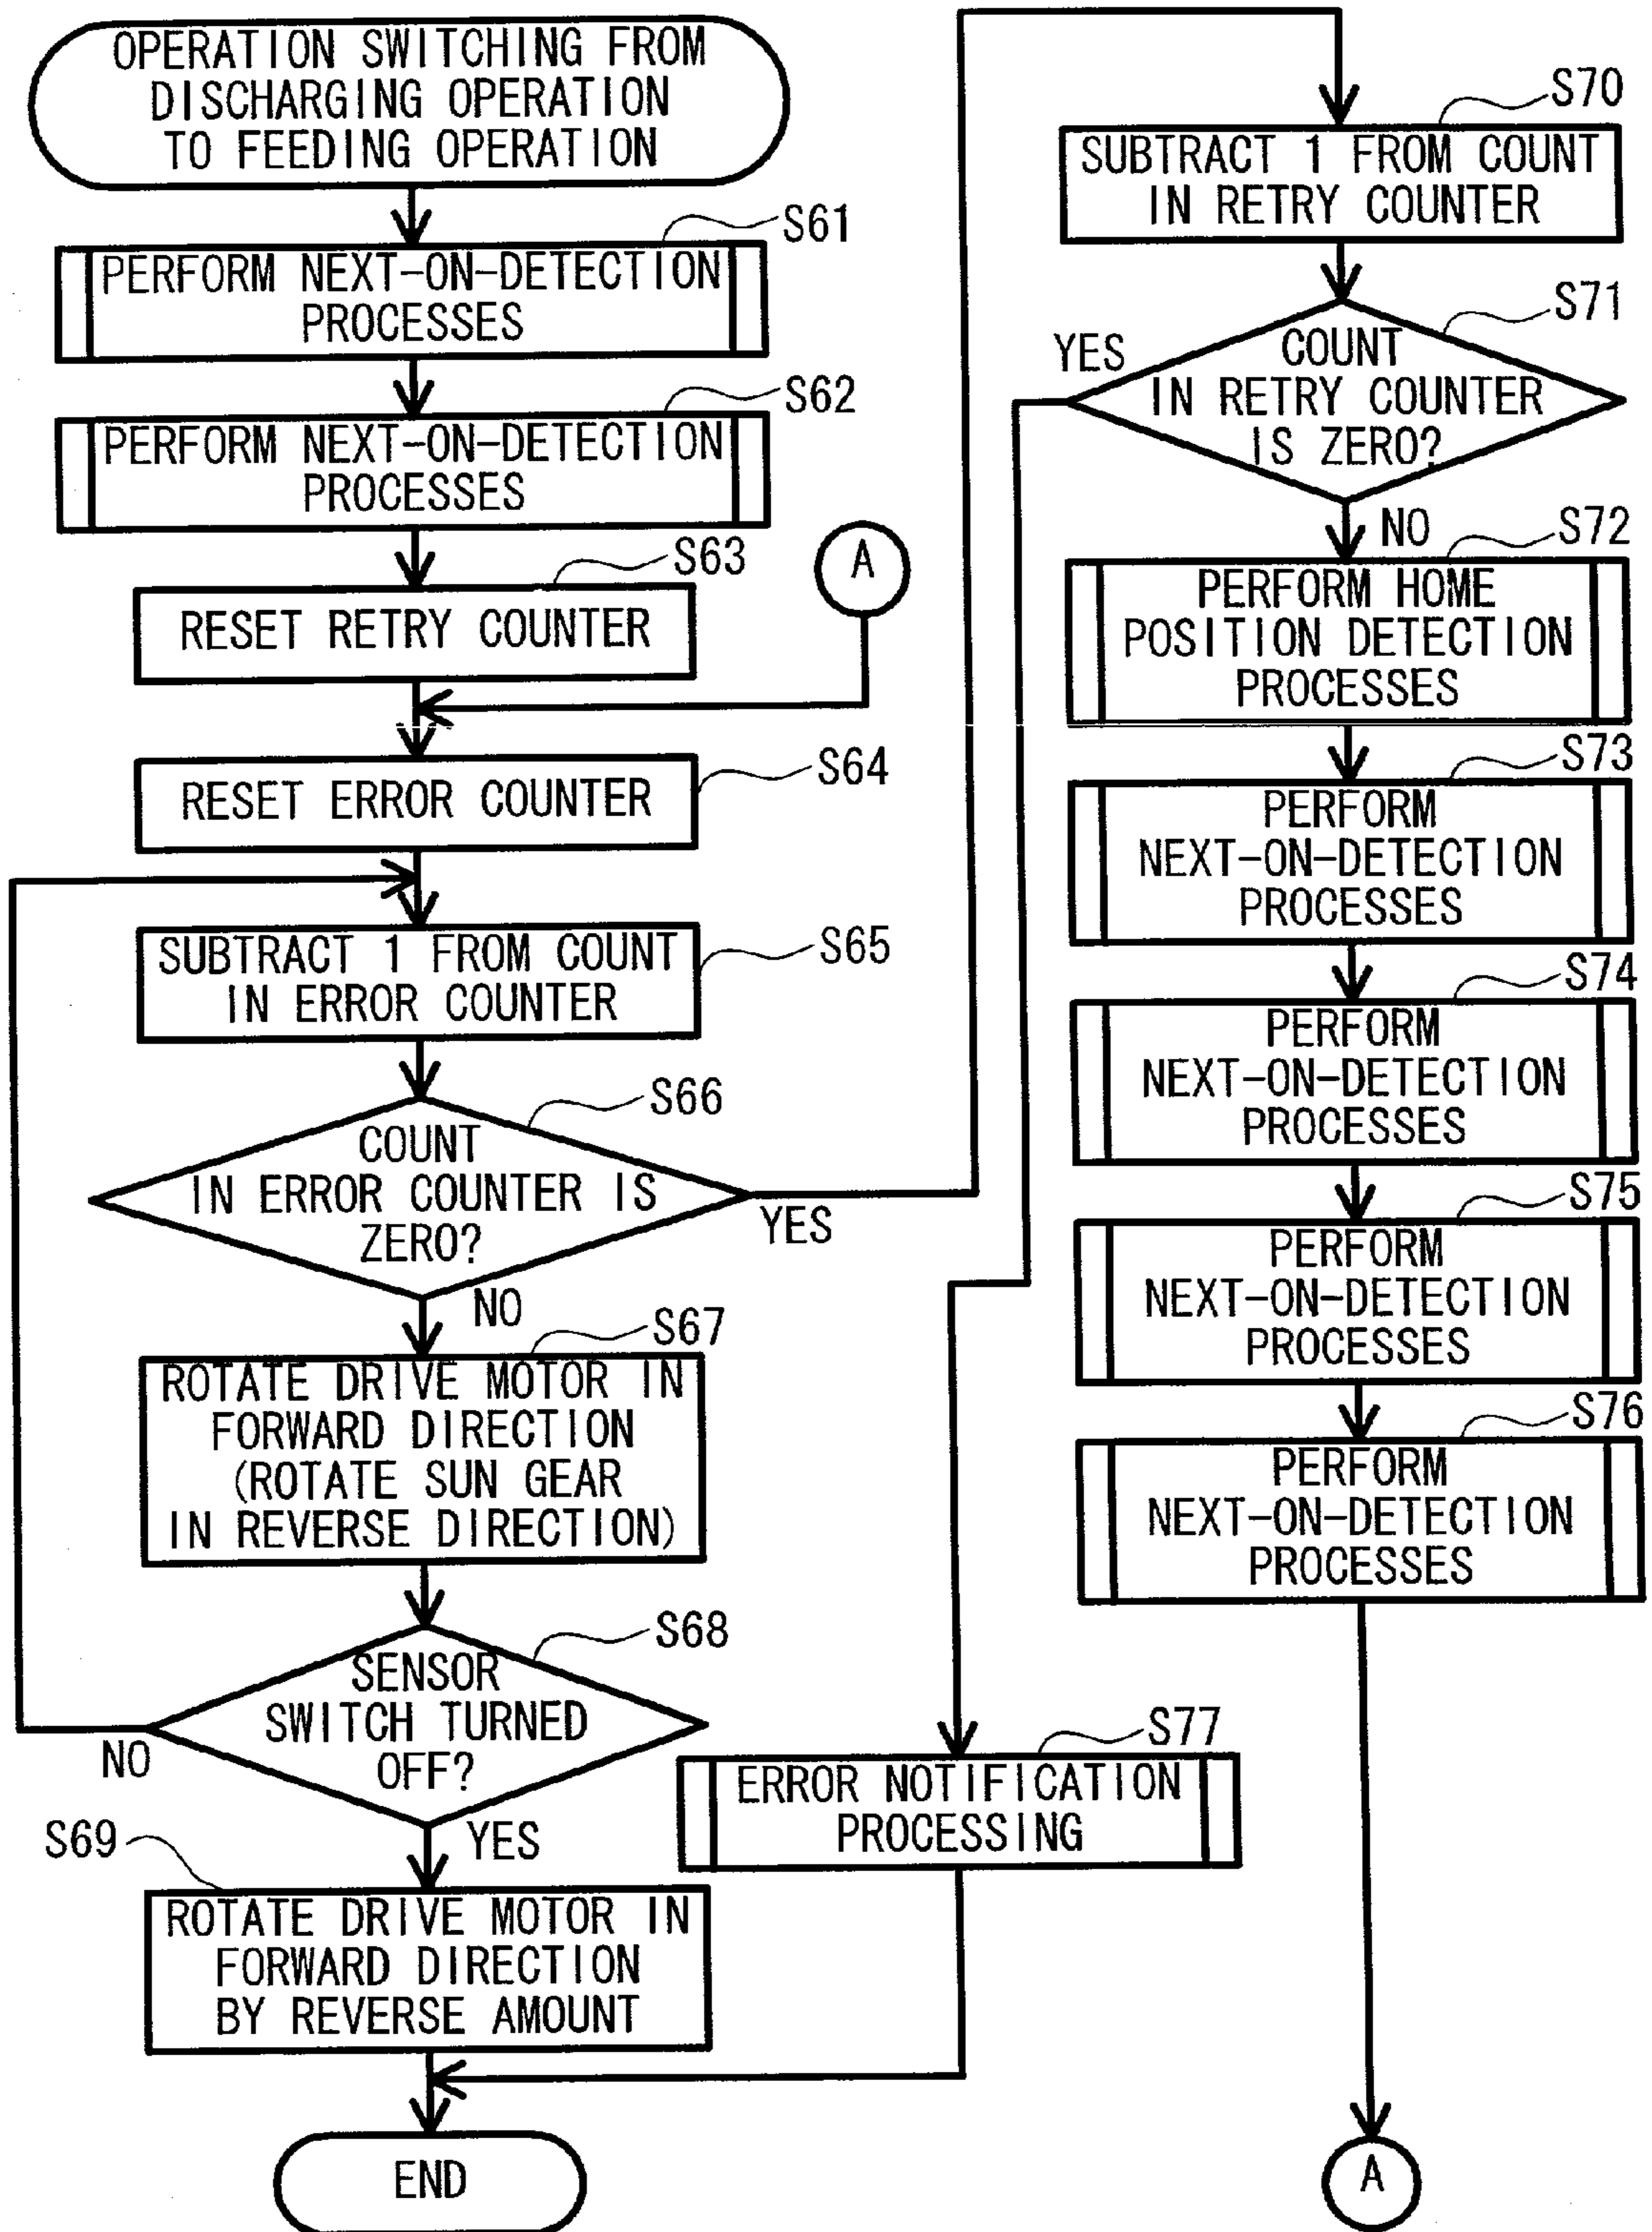 OPERATION SWITCHING FROM
DISCHARGING OPERATION
TO FEEDING OPERATION
S61
PERFORM NEXT-ON-DETECTION
PROCESSES
S62
PERFORM NEXT-ON-DETECTION
PROCESSES
S63
RESET RETRY COUNTER
A
S64
RESET ERROR COUNTER
S65
SUBTRACT 1 FROM COUNT
IN ERROR COUNTER
S66
COUNT
IN ERROR COUNTER IS
ZERO?
YES
NO
S67
ROTATE DRIVE MOTOR IN
FORWARD DIRECTION
(ROTATE SUN GEAR
IN REVERSE DIRECTION)
S68
SENSOR
SWITCH TURNED
OFF?
NO
YES
S69
ROTATE DRIVE MOTOR IN
FORWARD DIRECTION
BY REVERSE AMOUNT
END
S70
SUBTRACT 1 FROM COUNT
IN RETRY COUNTER
S71
YES
COUNT
IN RETRY COUNTER
IS ZERO?
NO
S72
PERFORM HOME
POSITION DETECTION
PROCESSES
S73
PERFORM
NEXT-ON-DETECTION
PROCESSES
S74
PERFORM
NEXT-ON-DETECTION
PROCESSES
S75
PERFORM
NEXT-ON-DETECTION
PROCESSES
S76
PERFORM
NEXT-ON-DETECTION
PROCESSES
S77
ERROR NOTIFICATION
PROCESSING
A